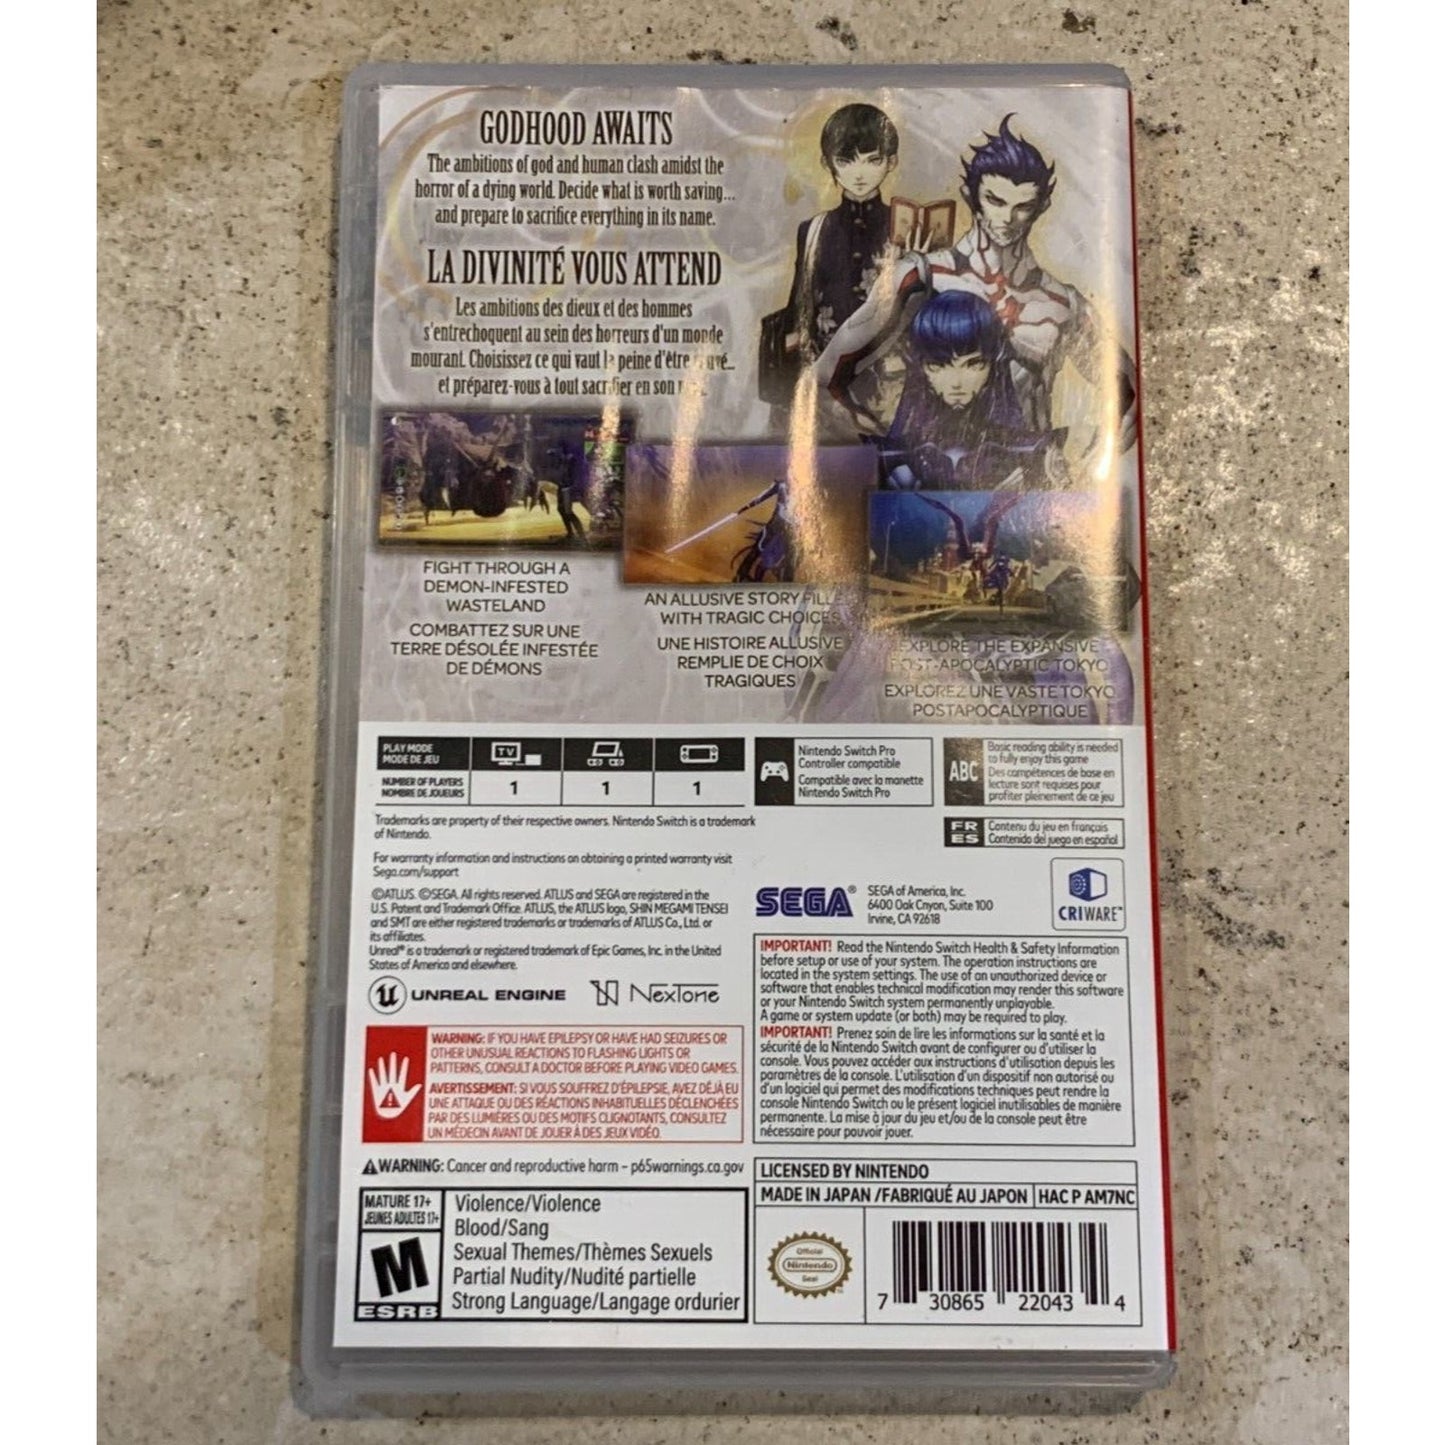 GODHOOD AWAITS
The ambitions of god and human clash amidst the
horror of a dying world. Decide what is worth saving...
and prepare to sacrifice everything in its name.
LA DIVINITÉ VOUS ATTEND
Les ambitions des dieux et des hommes
s'entrechoquent au sein des horreurs d'un monde
mourant. Choisissez ce qui vaut la peine d'être
et préparez-vous à tout sacrifier en son
FIGHT THROUGH A
DEMON-INFESTED
WASTELAND
COMBATTEZ SUR UNE
TERRE DÉSOLÉE INFESTÉE
DE DÉMONS
AN ALLUSIVE STORY FILLED
WITH TRAGIC CHOICES
UNE HISTOIRE ALLUSIVE
REMPLIE DE CHOIX
TRAGIQUES
EXPLORE THE EXPANSIVE
POST-APOCALYPTIC TOKYO
EXPLOREZ UNE VASTE TOKYO
POSTAPOCALYPTIQUE
PLAY MODE
MODE DE JEU
TV
NUMBER OF PLAYERS
NOMBRE DE JOUEURS
1 1 1
Nintendo Switch Pro
Controller compatible
Compatible avec la manette
Nintendo Switch Pro
ABC
Basic reading ability is needed
to fully enjoy this game
Des compétences de base en
lecture sont requises pour
profiter pleinement de ce jeu
FR
ES
Contenu du jeu en français
Contenido del juego en español
Trademarks are property of their respective owners. Nintendo Switch is a trademark
of Nintendo.
For warranty information and instructions on obtaining a printed warranty visit
Sega.com/support
©ATLUS. ©SEGA. All rights reserved. ATLUS and SEGA are registered in the
U.S. Patent and Trademark Office. ATLUS, the ATLUS logo, SHIN MEGAMI TENSEI
and SMT are either registered trademarks or trademarks of ATLUS Co., Ltd. or
its affiliates.
Unreal® is a trademark or registered trademark of Epic Games, Inc. in the United
States of America and elsewhere.
UNREAL ENGINE
NexTone
SEGA®
SEGA of America, Inc.
6400 Oak Cnyon, Suite 100
Irvine, CA 92618
CRIWARE™
IMPORTANT! Read the Nintendo Switch Health & Safety Information
before setup or use of your system. The operation instructions are
located in the system settings. The use of an unauthorized device or
software that enables technical modification may render this software
or your Nintendo Switch system permanently unplayable.
A game or system update (or both) may be required to play.
IMPORTANT! Prenez soin de lire les informations sur la santé et la
sécurité de la Nintendo Switch avant de configurer ou d'utiliser la
console. Vous pouvez accéder aux instructions d'utilisation depuis les
paramètres de la console. L'utilisation d'un dispositif non autorisé ou
d'un logiciel qui permet des modifications techniques peut rendre la
console Nintendo Switch ou le présent logiciel inutilisables de manière
permanente. La mise à jour du jeu et/ou de la console peut être
nécessaire pour pouvoir jouer.
WARNING: IF YOU HAVE EPILEPSY OR HAVE HAD SEIZURES OR
OTHER UNUSUAL REACTIONS TO FLASHING LIGHTS OR
PATTERNS, CONSULT A DOCTOR BEFORE PLAYING VIDEO GAMES.
AVERTISSEMENT: SI VOUS SOUFFREZ D'ÉPILEPSIE, AVEZ DÉJÀ EU
UNE ATTAQUE OU DES RÉACTIONS INHABITUELLES DÉCLENCHÉES
PAR DES LUMIÈRES OU DES MOTIFS CLIGNOTANTS, CONSULTEZ
UN MÉDECIN AVANT DE JOUER À DES JEUX VIDÉO.
WARNING: Cancer and reproductive harm – p65warnings.ca.gov
MATURE 17+
JEUNES ADULTES 17+
M
ESRB
Violence/Violence
Blood/Sang
Sexual Themes/Thèmes Sexuels
Partial Nudity/Nudité partielle
Strong Language/Langage ordurier
LICENSED BY NINTENDO
MADE IN JAPAN /FABRIQUÉ AU JAPON HAC P AM7NC
Official
Nintendo
Seal
7 30865 22043 4